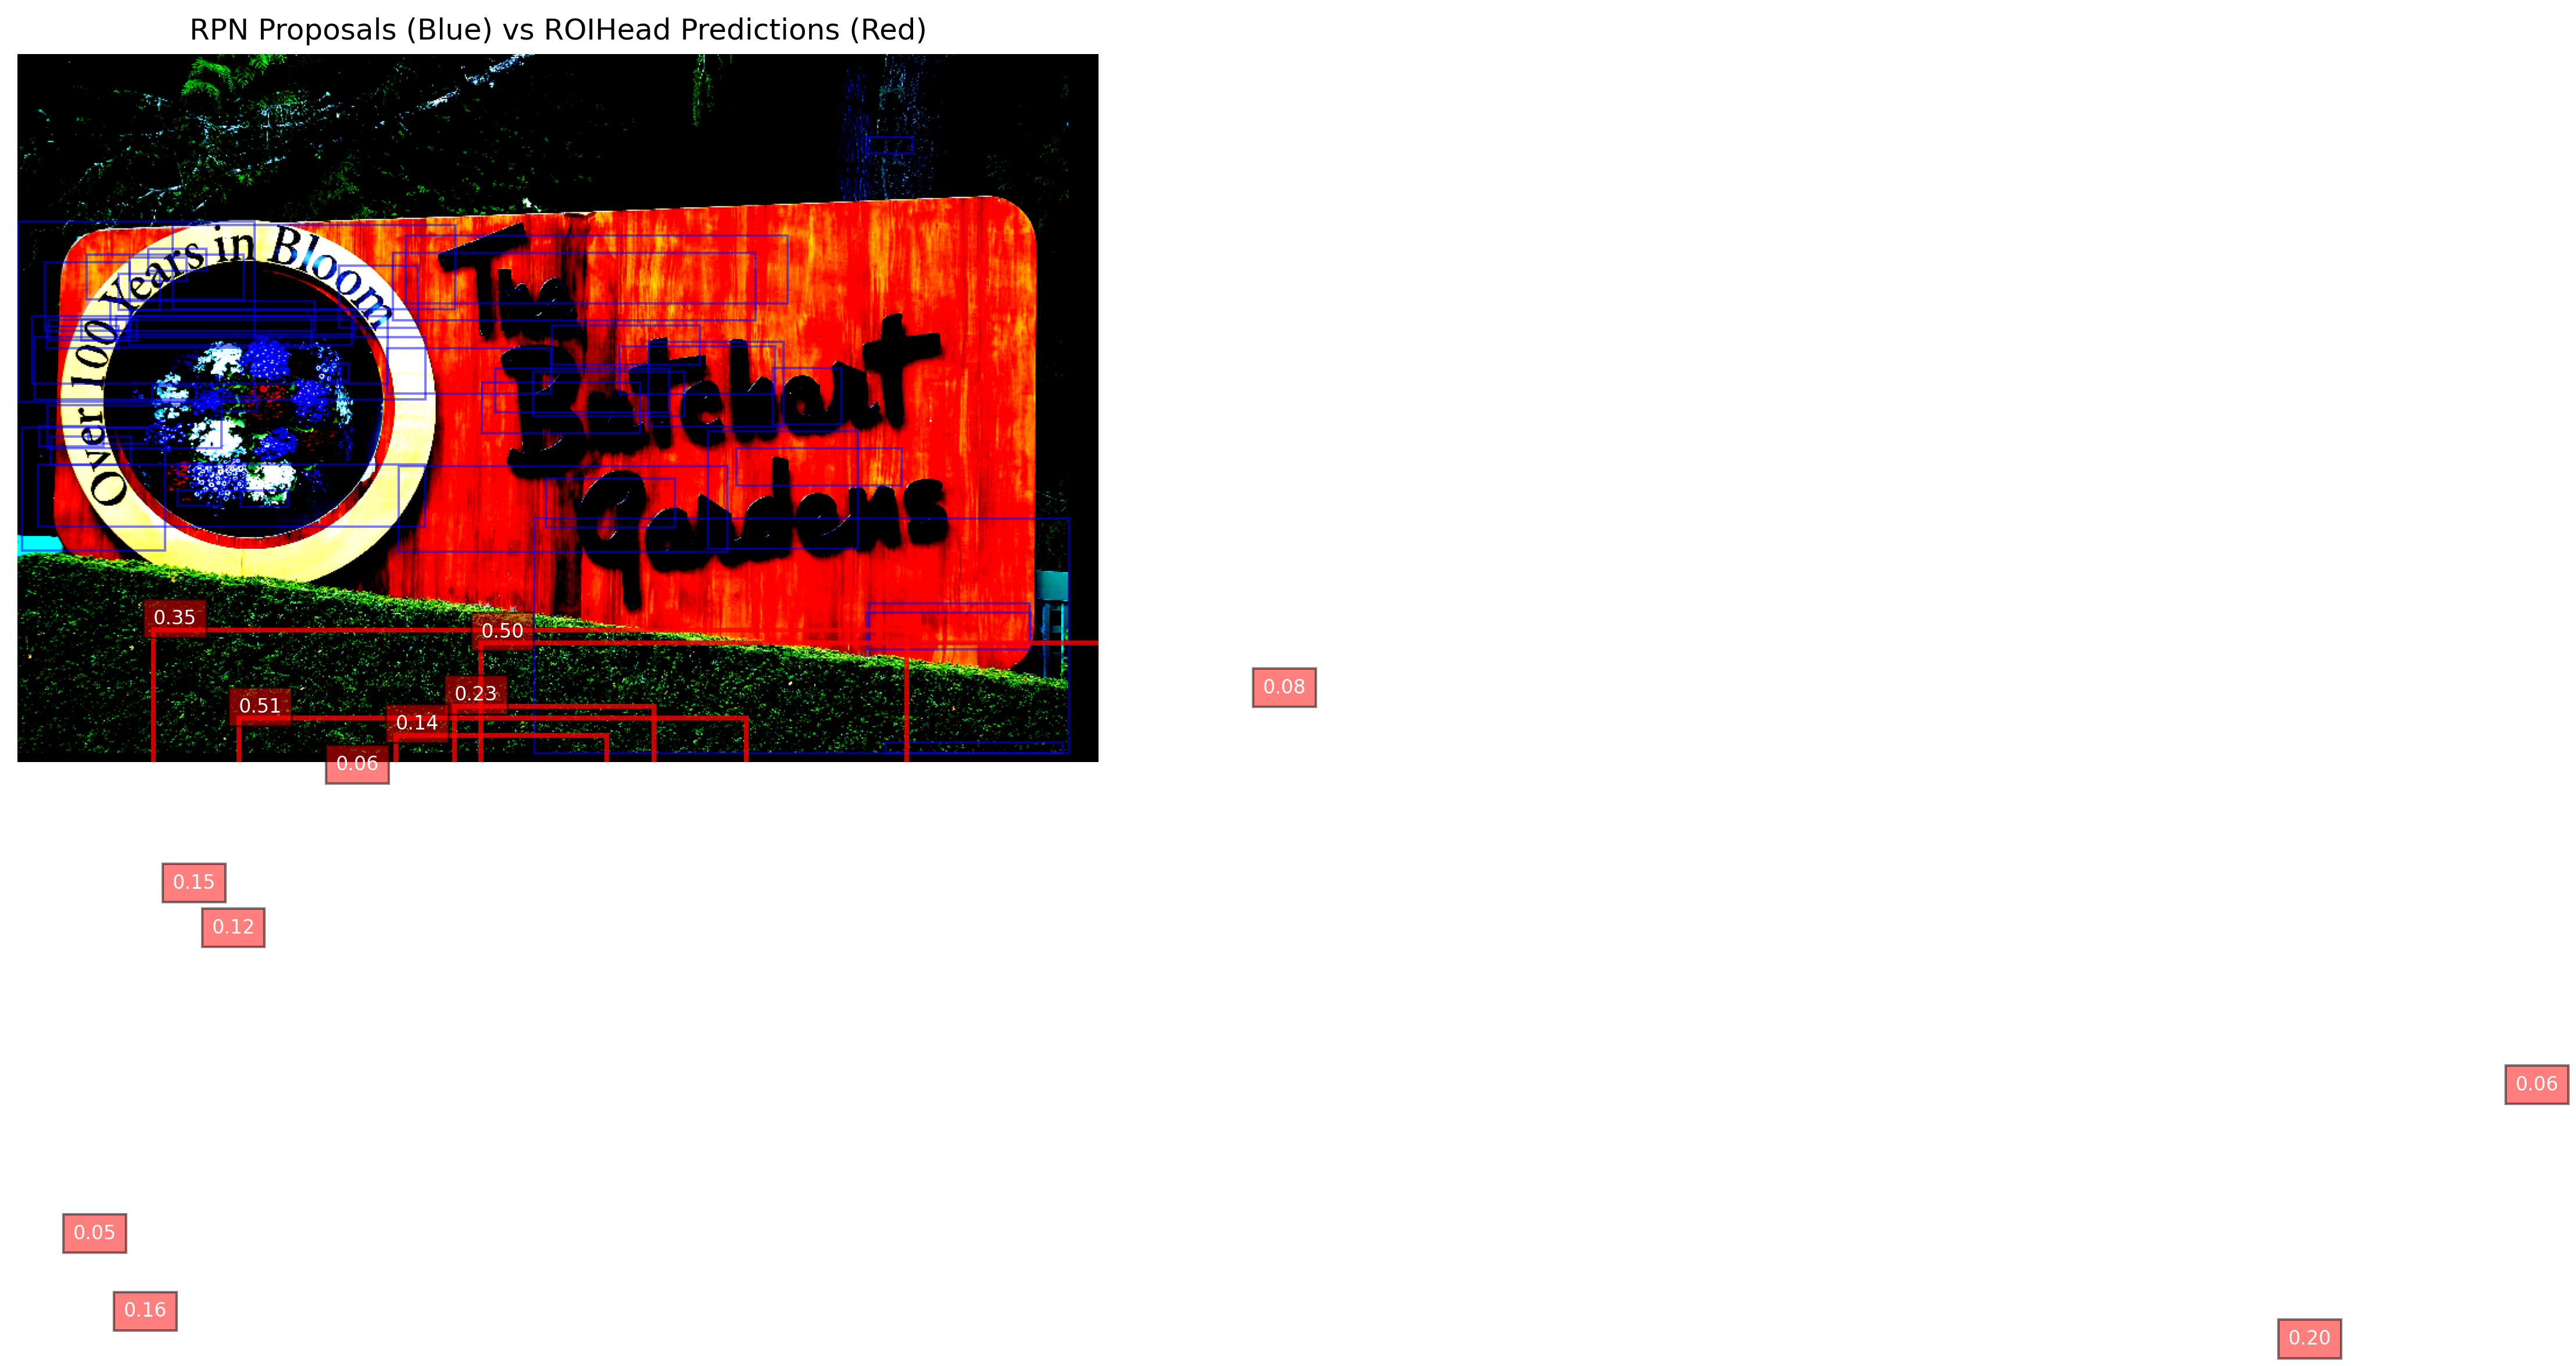 RPN Proposals (Blue) vs ROIHead Predictions (Red)
Over 100 Years in Bloom
The
Butchart
Gardens
0.35
0.50
0.08
0.23
0.51
0.14
0.06
0.15
0.12
0.06
0.05
0.16
0.20